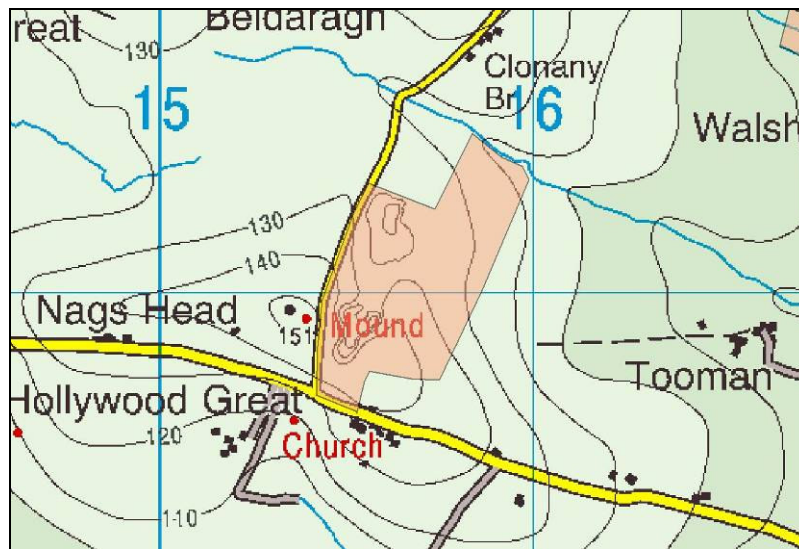 Beldaragh
reat
130
Clonany
Br
15
16
Walsh
130
140
Nags Head
151
Mound
Tooman
Hollywood Great
120
Church
110